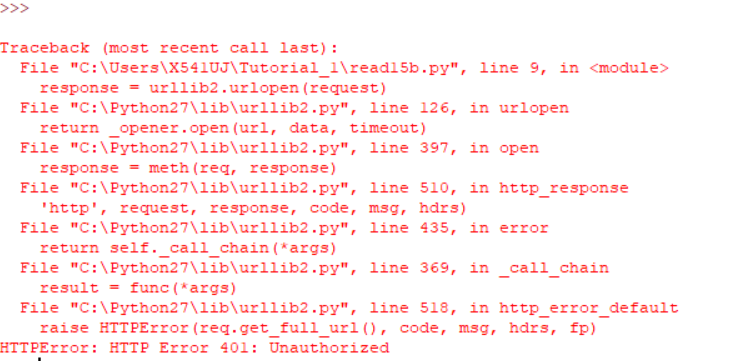 >>>
Traceback (most recent call last):
  File "C:\Users\X541UJ\Tutorial_1\read15b.py", line 9, in <module>
    response = urllib2.urlopen(request)
  File "C:\Python27\lib\urllib2.py", line 126, in urlopen
    return _opener.open(url, data, timeout)
  File "C:\Python27\lib\urllib2.py", line 397, in open
    response = meth(req, response)
  File "C:\Python27\lib\urllib2.py", line 510, in http_response
    'http', request, response, code, msg, hdrs)
  File "C:\Python27\lib\urllib2.py", line 435, in error
    return self._call_chain(*args)
  File "C:\Python27\lib\urllib2.py", line 369, in _call_chain
    result = func(*args)
  File "C:\Python27\lib\urllib2.py", line 518, in http_error_default
    raise HTTPError(req.get_full_url(), code, msg, hdrs, fp)
HTTPError: HTTP Error 401: Unauthorized